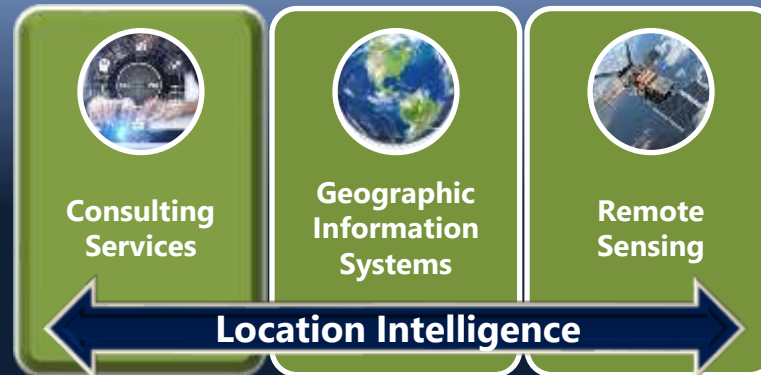 Consulting
Services
Geographic
Information
Systems
Remote
Sensing
Location Intelligence